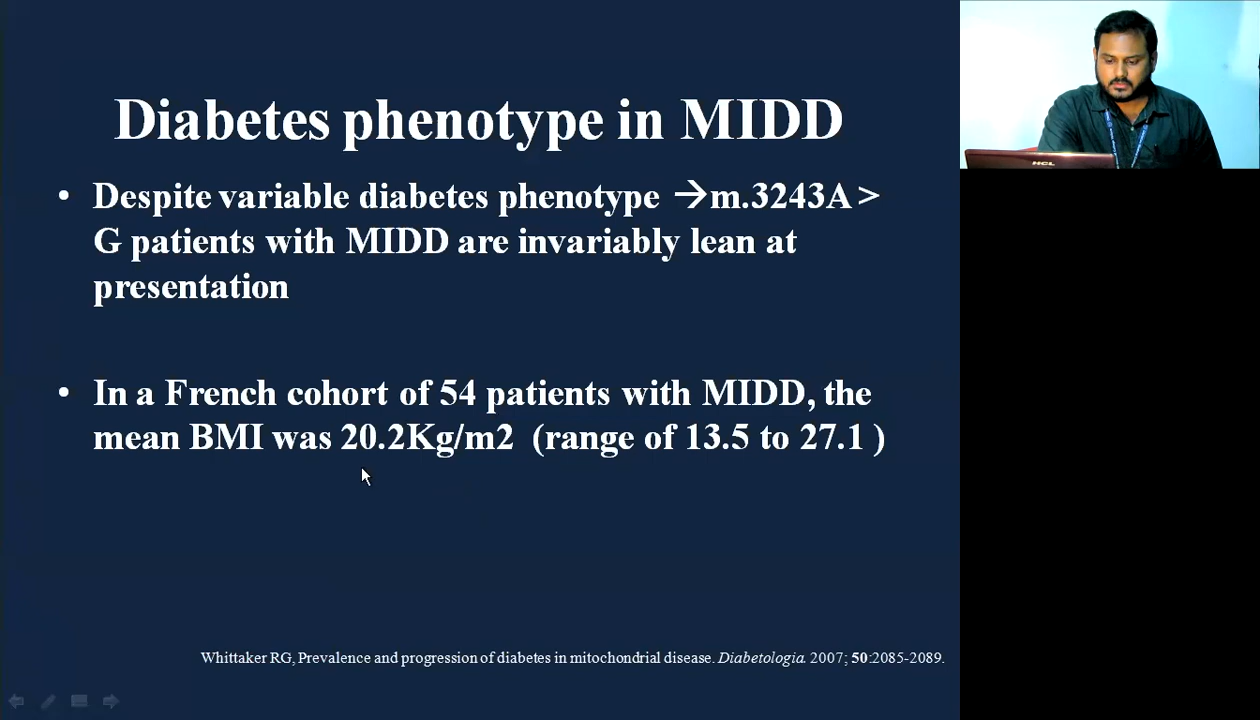 Diabetes phenotype in MIDD
• Despite variable diabetes phenotype →m.3243A >
G patients with MIDD are invariably lean at
presentation
• In a French cohort of 54 patients with MIDD, the
mean BMI was 20.2Kg/m2 (range of 13.5 to 27.1 )
Whittaker RG, Prevalence and progression of diabetes in mitochondrial disease. Diabetologia. 2007; 50:2085-2089.
HCL